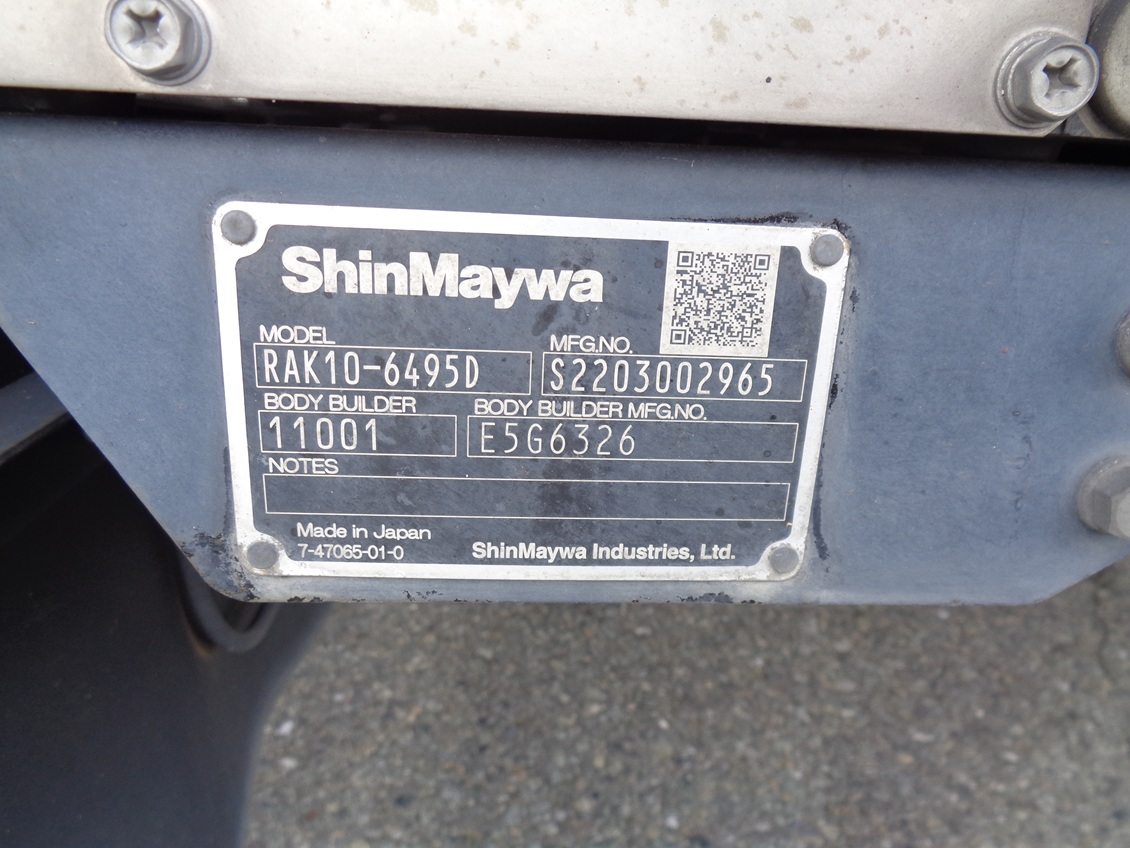 ShinMaywa
MODEL MFG.NO.
RAK10-6495D S2203002965
BODY BUILDER BODY BUILDER MFG.NO.
11001 E5G6326
NOTES
Made in Japan
7-47065-01-0 ShinMaywa Industries, Ltd.